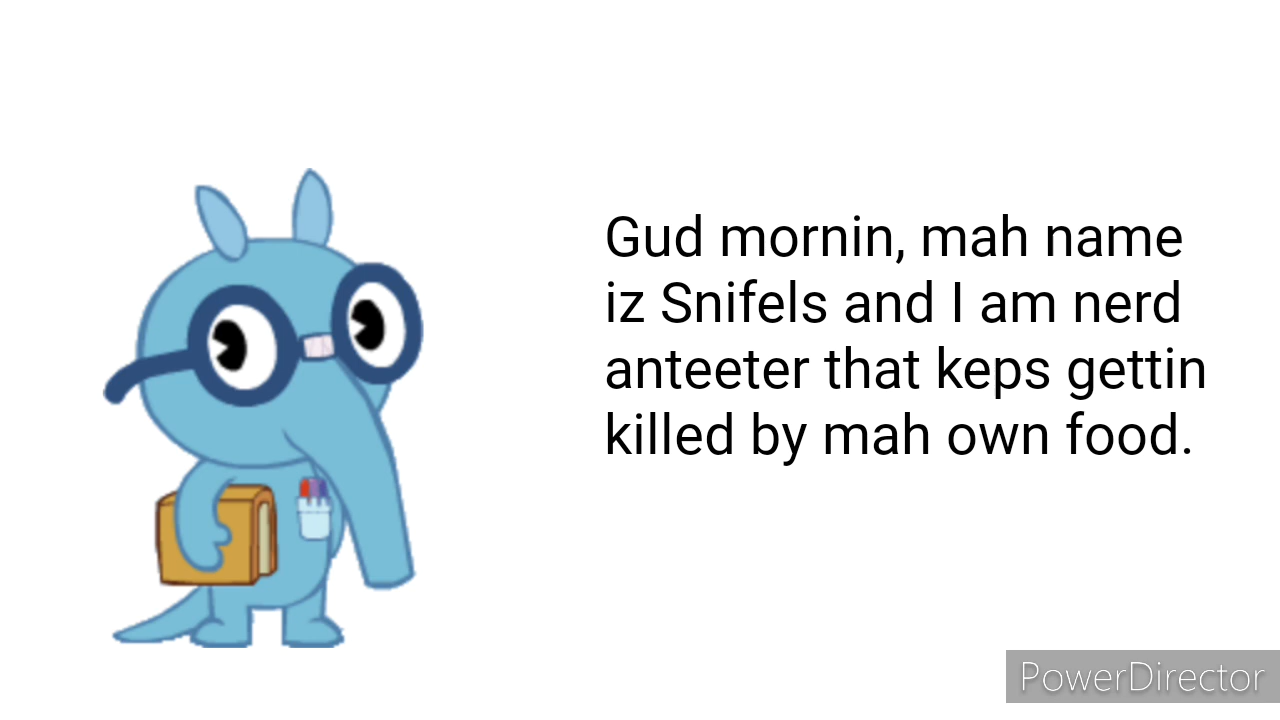 Gud mornin, mah name
iz Snifels and I am nerd
anteeter that keps gettin
killed by mah own food.
PowerDirector